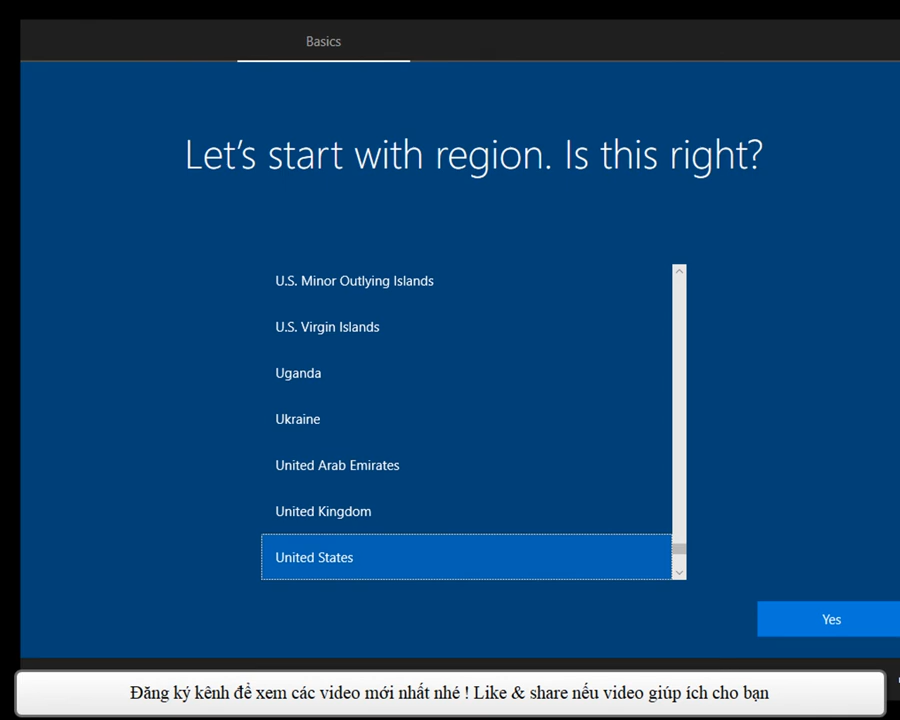 Basics
Let's start with region. Is this right?
U.S. Minor Outlying Islands
U.S. Virgin Islands
Uganda
Ukraine
United Arab Emirates
United Kingdom
United States
Yes
Đăng ký kênh để xem các video mới nhất nhé ! Like & share nếu video giúp ích cho bạn